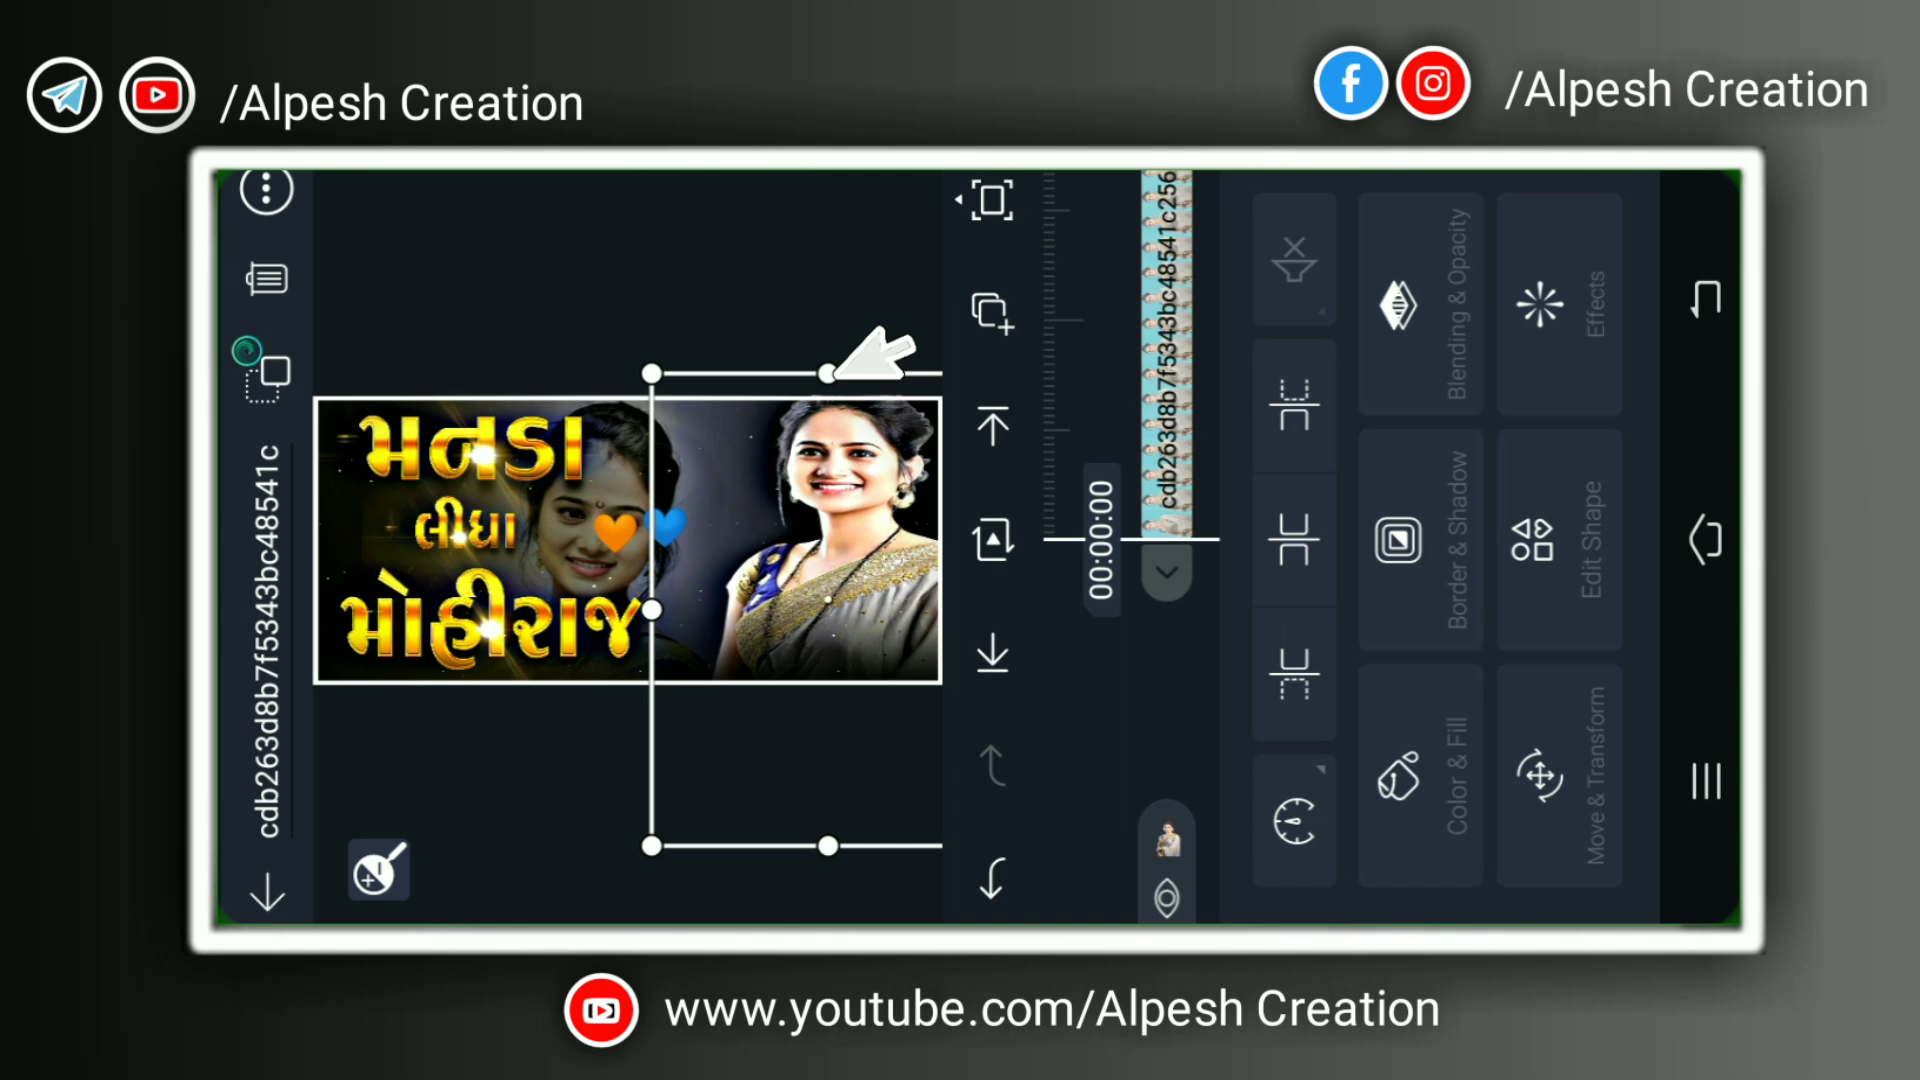 /Alpesh Creation
/Alpesh Creation
cdb263d8b7f5343bc48541c
મનડા
લીધા
મોહીરાજ
00:00:00
cdb263d8b7f5343bc48541c256
Blending & Opacity
Border & Shadow
Color & Fill
Effects
Edit Shape
Move & Transform
www.youtube.com/Alpesh Creation